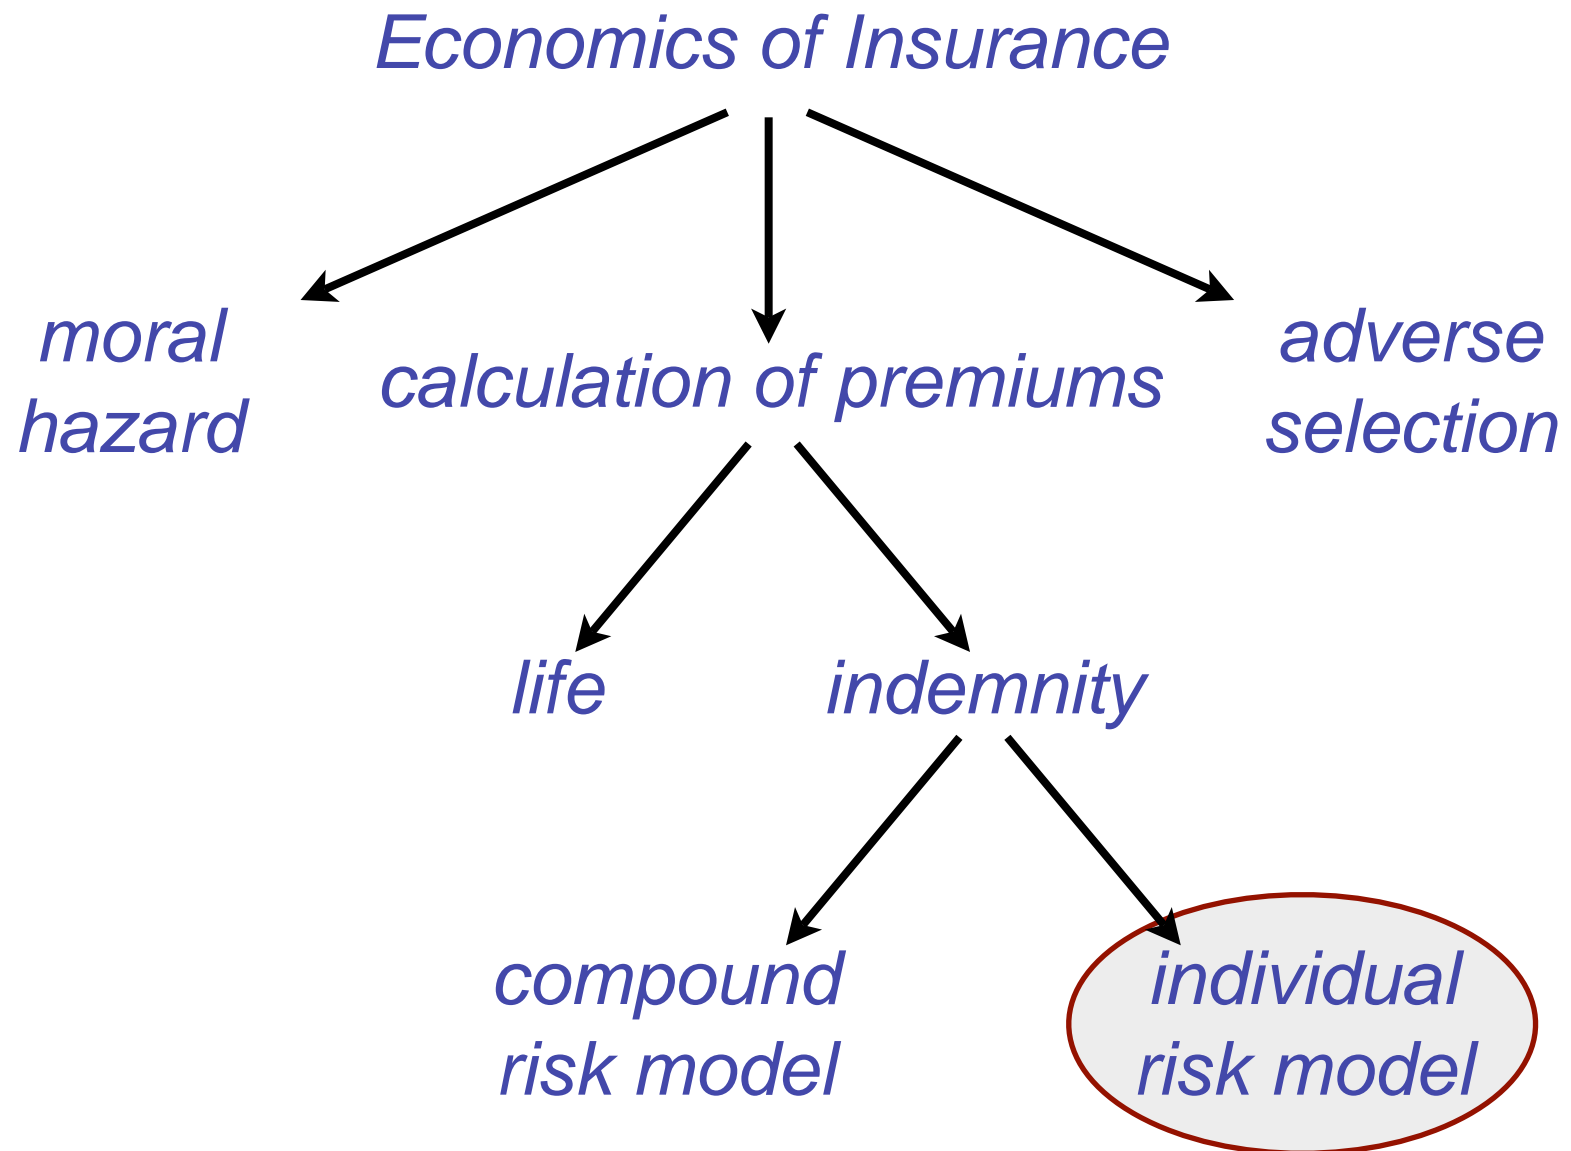 Economics of Insurance
moral
hazard
calculation of premiums
adverse
selection
life
indemnity
compound
risk model
individual
risk model